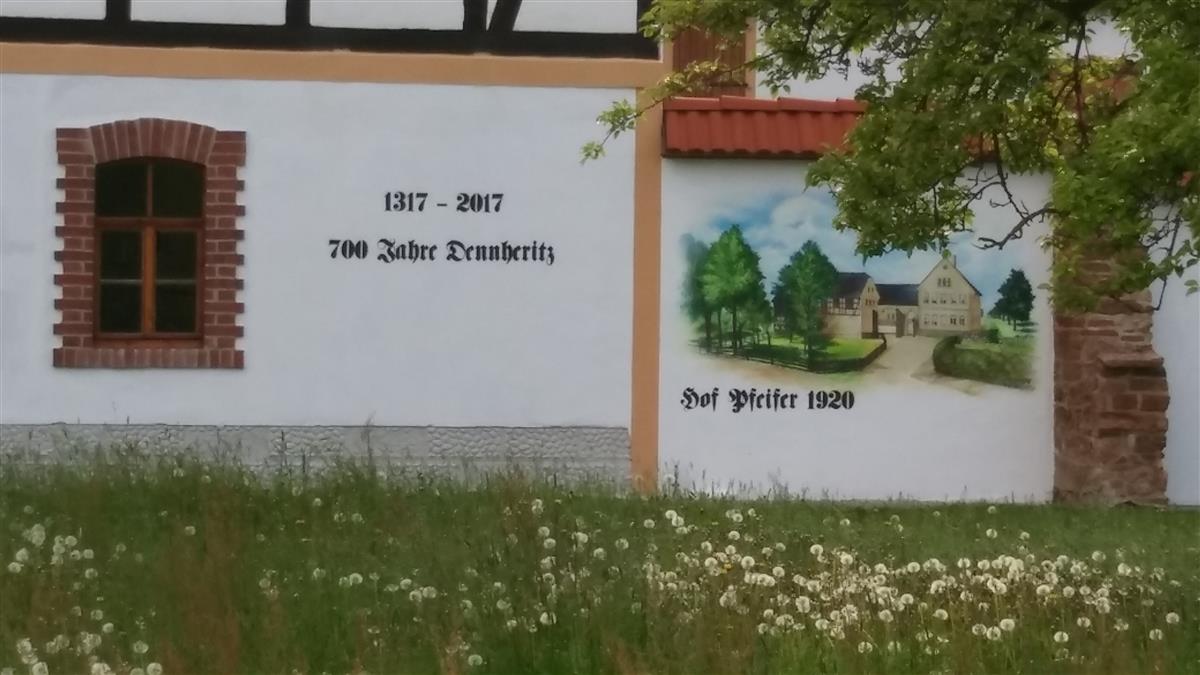 1317 - 2017
700 Jahre Dennheritz
Hof Pfeifer 1920